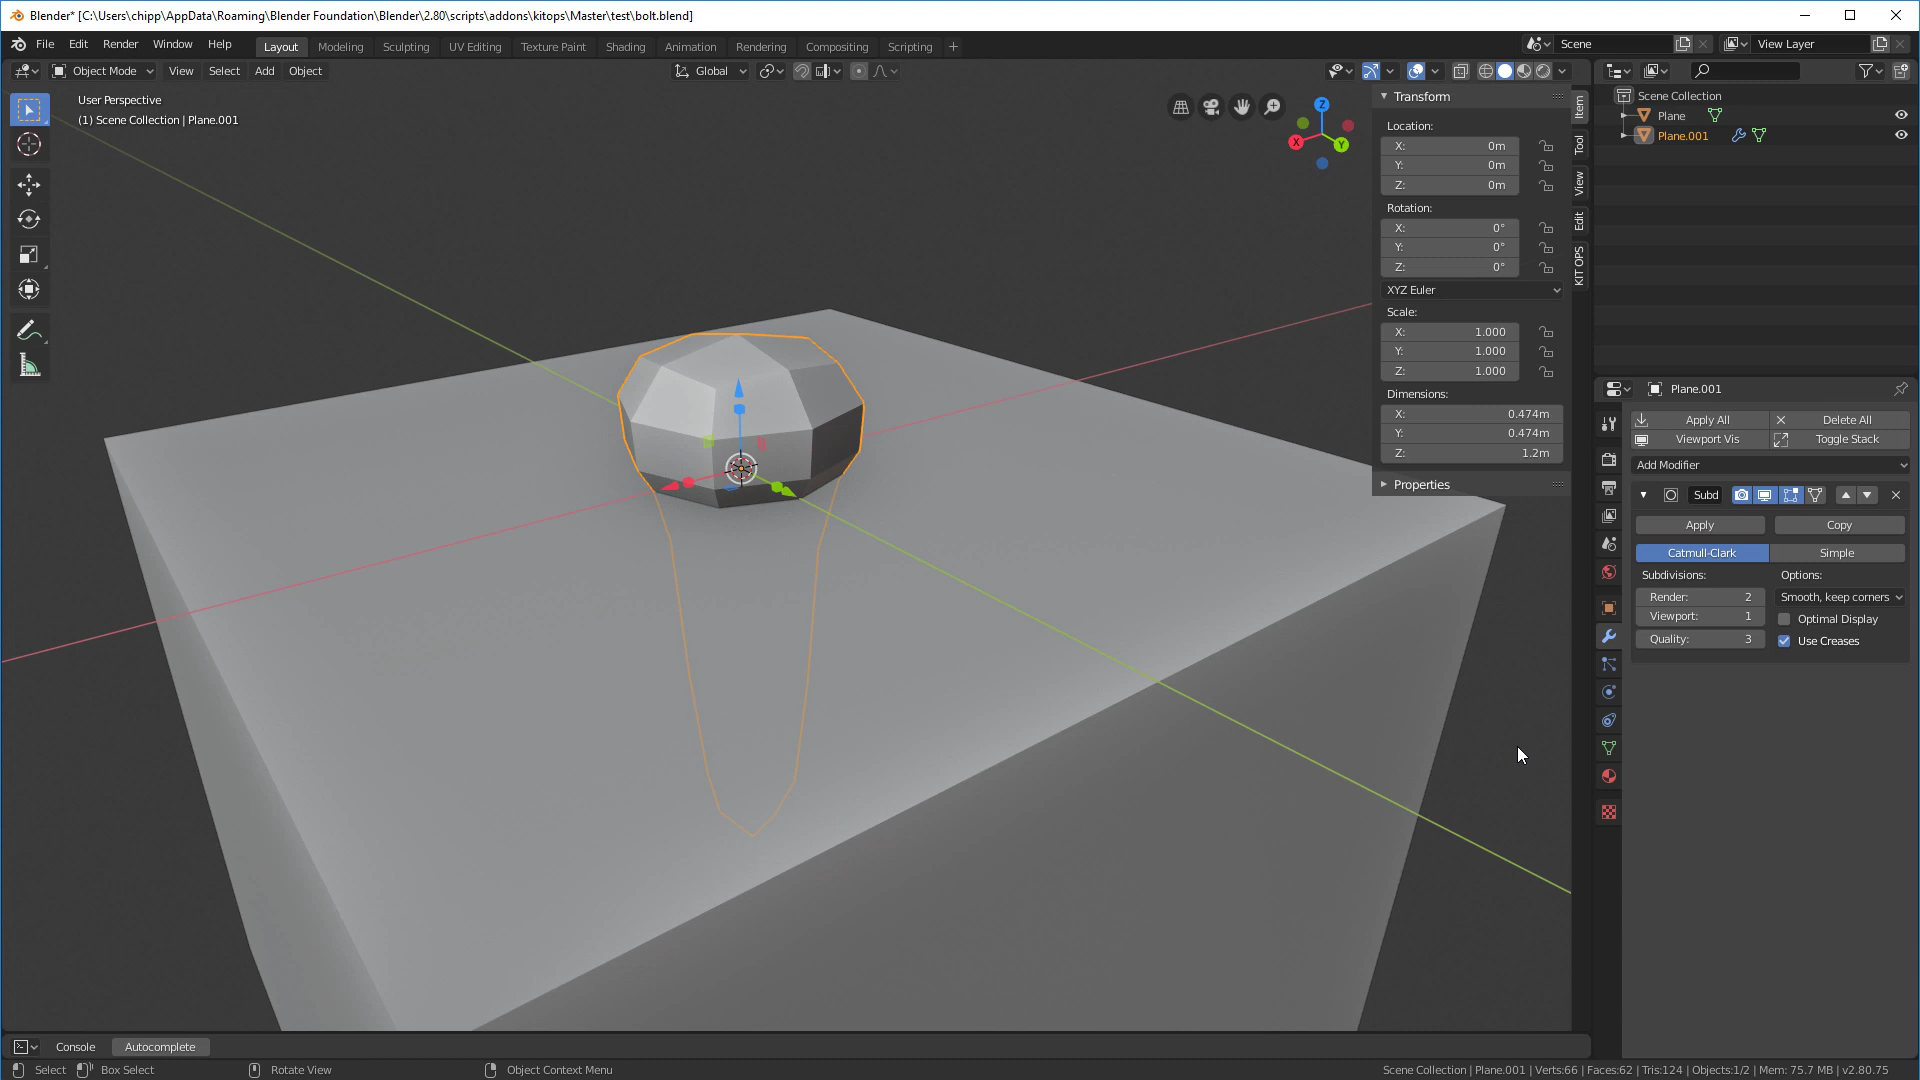 Blender* [C:\Users\chipp\AppData\Roaming\Blender Foundation\Blender\2.80\scripts\addons\kitops\Master\test\bolt.blend]
File Edit Render Window Help Layout Modeling Sculpting UV Editing Texture Paint Shading Animation Rendering Compositing Scripting + Scene View Layer
Object Mode View Select Add Object Global
User Perspective
(1) Scene Collection | Plane.001
Z
X
Y
Transform
Location:
X: 0m
Y: 0m
Z: 0m
Rotation:
X: 0°
Y: 0°
Z: 0°
XYZ Euler
Scale:
X: 1.000
Y: 1.000
Z: 1.000
Dimensions:
X: 0.474m
Y: 0.474m
Z: 1.2m
Properties
Item
Tool
View
Edit
KIT OPS
Scene Collection
Plane
Plane.001
Plane.001
Apply All Delete All
Viewport Vis Toggle Stack
Add Modifier
Subd
Apply Copy
Catmull-Clark Simple
Subdivisions: Options:
Render: 2 Smooth, keep corners
Viewport: 1 Optimal Display
Quality: 3 Use Creases
Console Autocomplete
Select Box Select Rotate View Object Context Menu Scene Collection | Plane.001 | Verts:66 | Faces:62 | Tris:124 | Objects:1/2 | Mem: 75.7 MB | v2.80.75